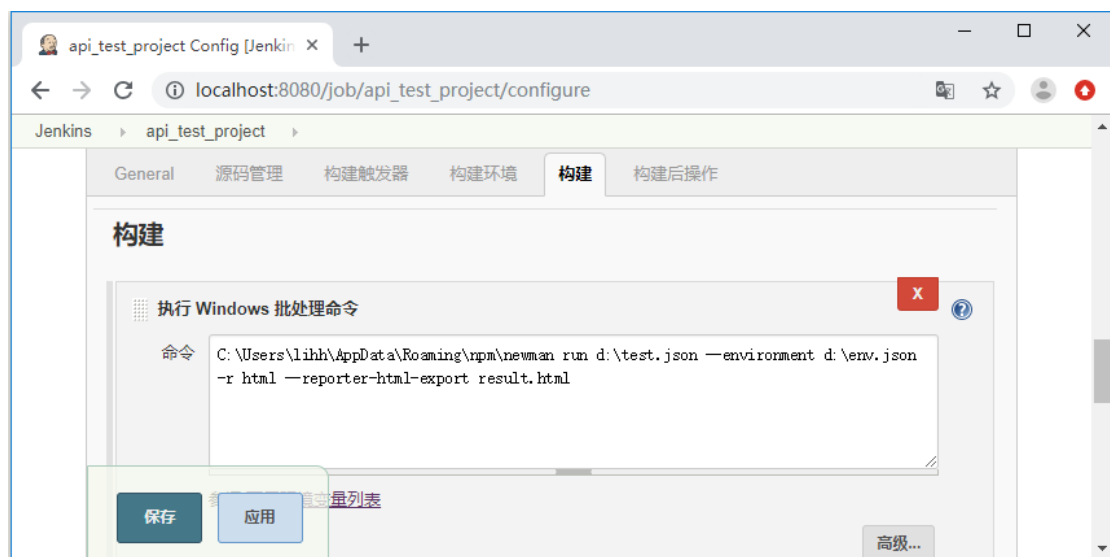 api_test_project Config [Jenkin
localhost:8080/job/api_test_project/configure
Jenkins api_test_project
General 源码管理 构建触发器 构建环境 构建 构建后操作
构建
X
执行 Windows 批处理命令
命令
C:\Users\lihh\AppData\Roaming\npm\newman run d:\test.json —environment d:\env.json
-r html —reporter-html-export result.html
变量列表
保存 应用
高级...